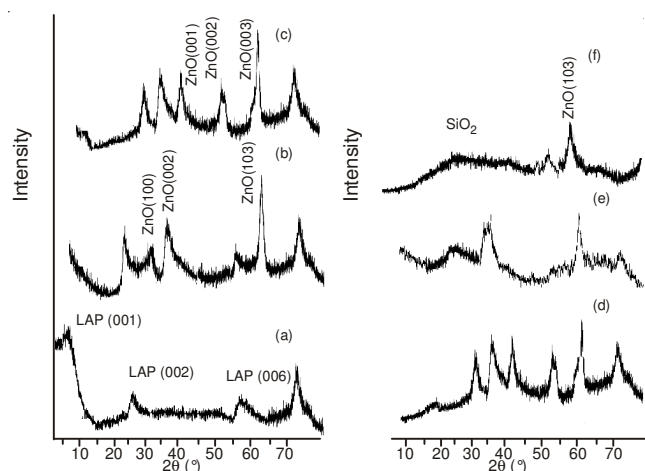 Intensity
(c)
ZnO(001)
ZnO(002)
ZnO(003)
(b)
ZnO(100)
ZnO(002)
ZnO(103)
(a)
LAP (001)
LAP (002)
LAP (006)
10 20 30 40 50 60 70
2θ (°)
Intensity
(f)
SiO2
ZnO(103)
(e)
(d)
10 20 30 40 50 60 70
2θ (°)